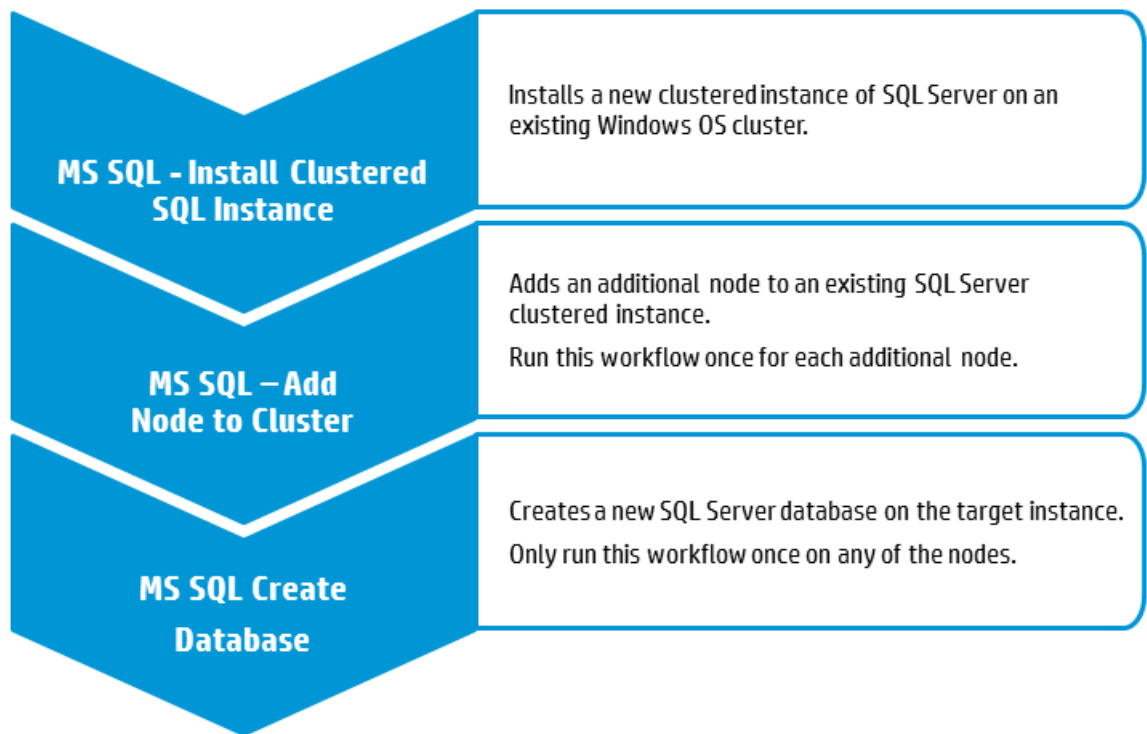 MS SQL - Install Clustered
SQL Instance
Installs a new clustered instance of SQL Server on an
existing Windows OS cluster.
MS SQL – Add
Node to Cluster
Adds an additional node to an existing SQL Server
clustered instance.
Run this workflow once for each additional node.
MS SQL Create
Database
Creates a new SQL Server database on the target instance.
Only run this workflow once on any of the nodes.